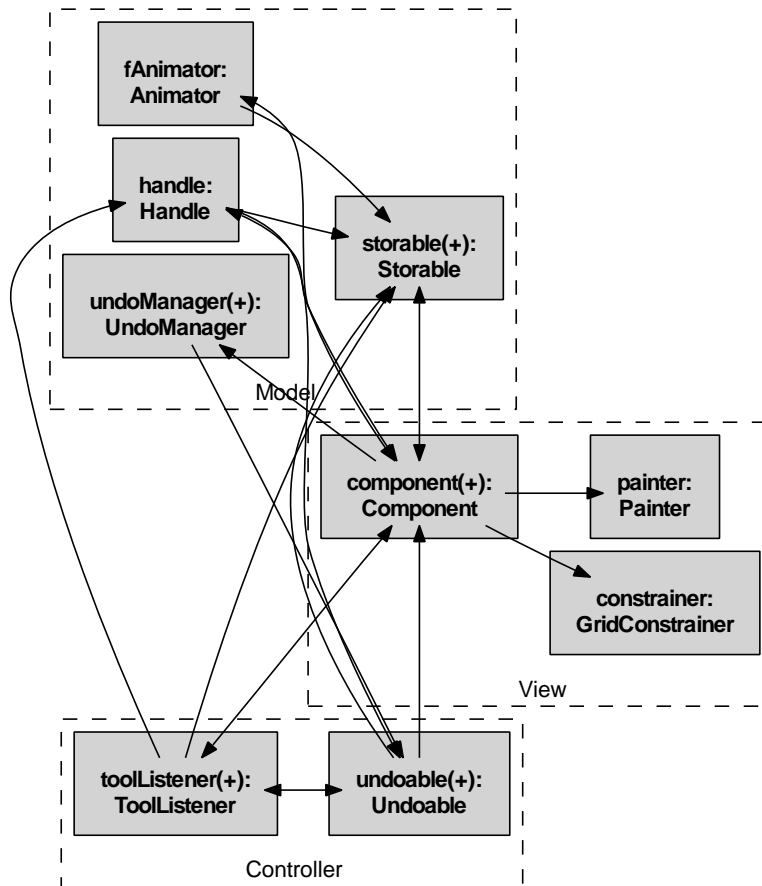 fAnimator:
Animator
handle:
Handle
storable(+):
Storable
undoManager(+):
UndoManager
Model
component(+):
Component
painter:
Painter
constrainer:
GridConstrainer
View
toolListener(+):
ToolListener
undoable(+):
Undoable
Controller